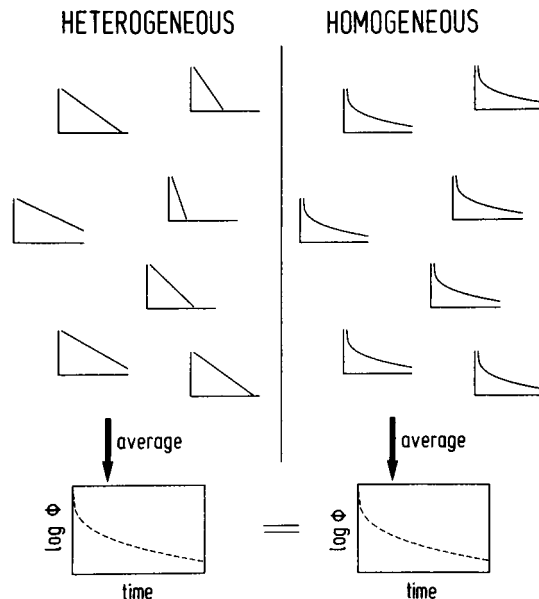 HETEROGENEOUS
HOMOGENEOUS
average
average
log Φ
time
=
log Φ
time